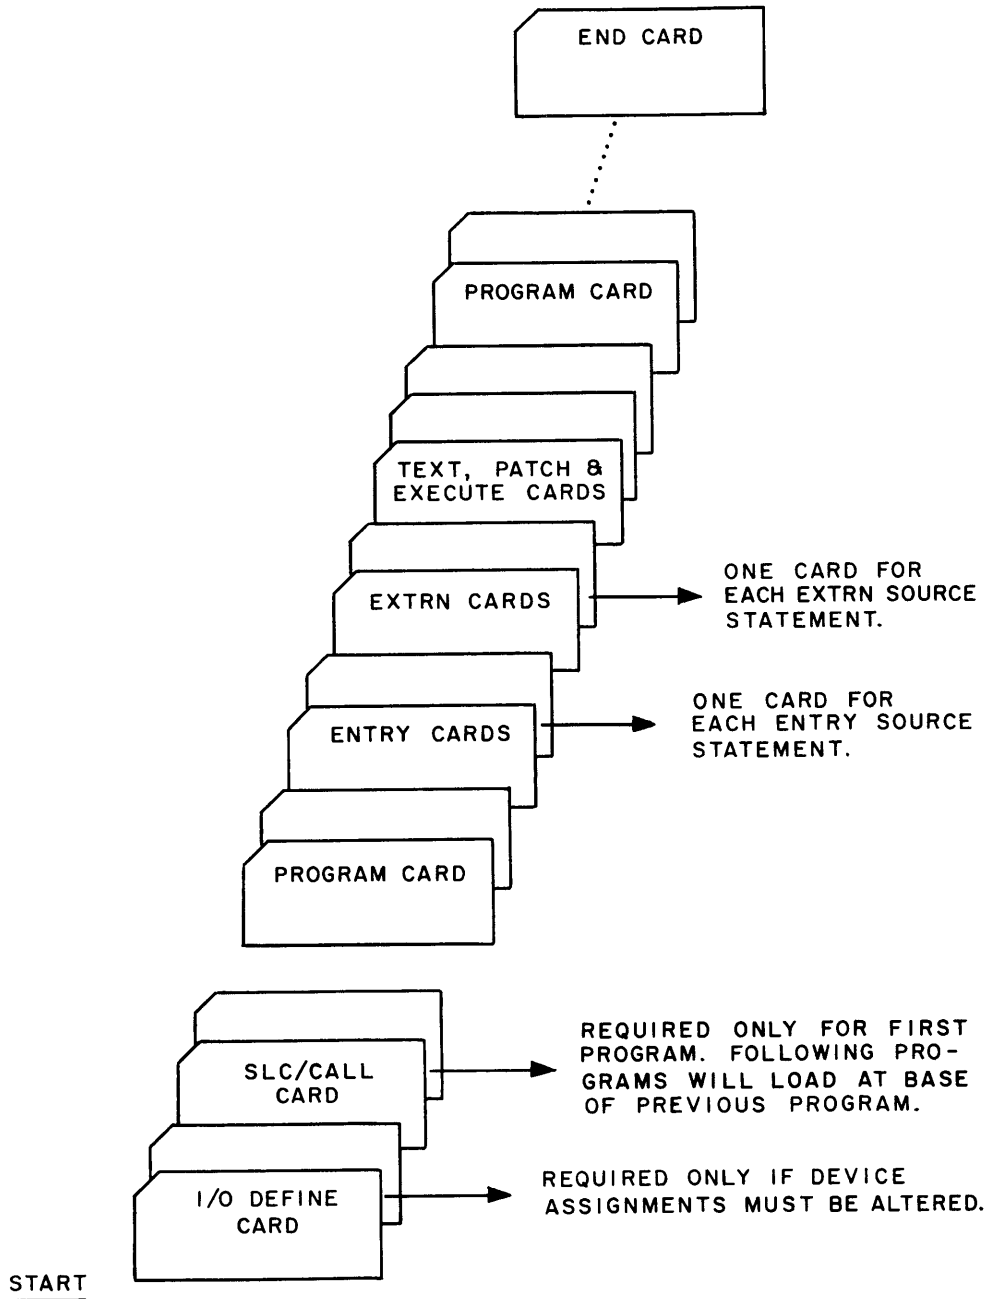 END CARD
PROGRAM CARD
TEXT, PATCH &
EXECUTE CARDS
EXTRN CARDS
ONE CARD FOR
EACH EXTRN SOURCE
STATEMENT.
ENTRY CARDS
ONE CARD FOR
EACH ENTRY SOURCE
STATEMENT.
PROGRAM CARD
SLC/CALL
CARD
REQUIRED ONLY FOR FIRST
PROGRAM. FOLLOWING PRO-
GRAMS WILL LOAD AT BASE
OF PREVIOUS PROGRAM.
I/O DEFINE
CARD
REQUIRED ONLY IF DEVICE
ASSIGNMENTS MUST BE ALTERED.
START